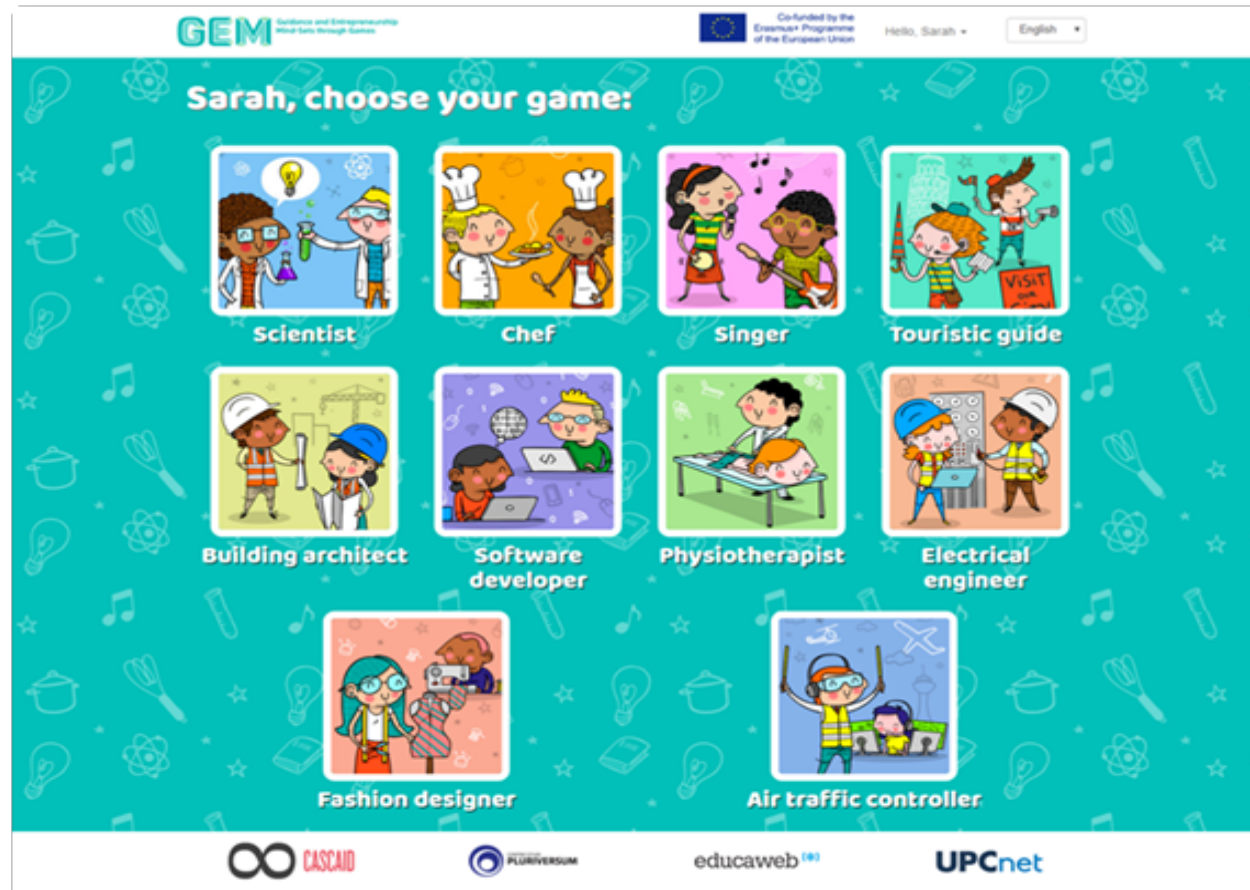 GEM
Guidance and Entrepreneurship
Mind-Sets through Games
Co-funded by the
Erasmus+ Programme
of the European Union
Hello, Sarah
English
Sarah, choose your game:
VISIT
OUR
Scientist
Chef
Singer
Touristic guide
Building architect
Software
developer
Physiotherapist
Electrical
engineer
Fashion designer
Air traffic controller
CASCAID
PLURIVERSUM
educaweb
UPCnet